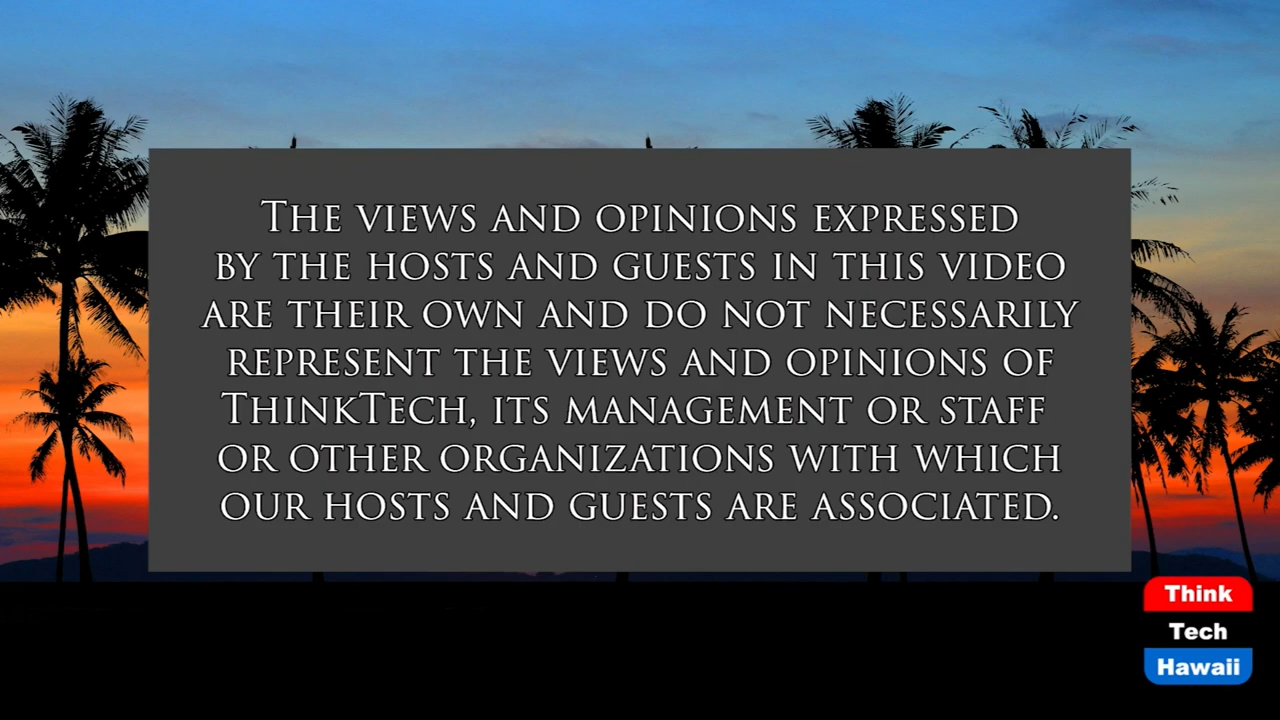 The views and opinions expressed
by the hosts and guests in this video
are their own and do not necessarily
represent the views and opinions of
ThinkTech, its management or staff
or other organizations with which
our hosts and guests are associated.
Think
Tech
Hawaii